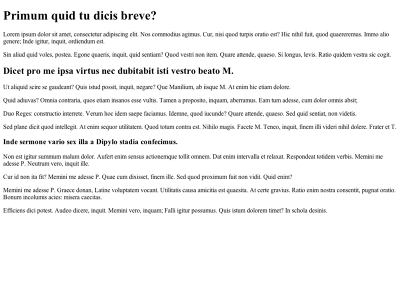 Primum quid tu dicis breve?
Lorem ipsum dolor sit amet, consectetur adipiscing elit. Nos commodius agimus. Cur, nisi quod turpis oratio est? Hic nihil fuit, quod quaereremus. Immo alio
genere; Inde igitur, inquit, ordiendum est.
Sin aliud quid voles, postea. Egone quaeris, inquit, quid sentiam? Quod vestri non item. Quare attende, quaeso. Si longus, levis. Ratio quidem vestra sic cogit.
Dicet pro me ipsa virtus nec dubitabit isti vestro beato M.
Ut aliquid scire se gaudeant? Quis istud possit, inquit, negare? Que Manilium, ab iisque M. At enim hic etiam dolore.
Quid adiuvas? Omnia contraria, quos etiam insanos esse vultis. Tamen a proposito, inquam, aberramus. Eam tum adesse, cum dolor omnis absit;
Duo Reges: constructio interrete. Verum hoc idem saepe faciamus. Idemne, quod iucunde? Quare attende, quaeso. Sed quid sentiat, non videtis.
Sed plane dicit quod intellegit. At enim sequor utilitatem. Quod totum contra est. Nihilo magis. Facete M. Teneo, inquit, finem illi videri nihil dolere. Frater et T.
Inde sermone vario sex illa a Dipylo stadia confecimus.
Non est igitur summum malum dolor. Aufert enim sensus actionemque tollit omnem. Dat enim intervalla et relaxat. Respondeat totidem verbis. Memini me
adesse P. Neutrum vero, inquit ille.
Cur id non ita fit? Memini me adesse P. Quae cum dixisset, finem ille. Sed quod proximum fuit non vidit. Quid enim?
Memini me adesse P. Graece donan, Latine voluptatem vocant. Utilitatis causa amicitia est quaesita. At certe gravius. Ratio enim nostra consentit, pugnat oratio.
Bonum incolumis acies: misera caecitas.
Efficiens dici potest. Audeo dicere, inquit. Memini vero, inquam; Falli igitur possumus. Quis istum dolorem timet? In schola desinis.